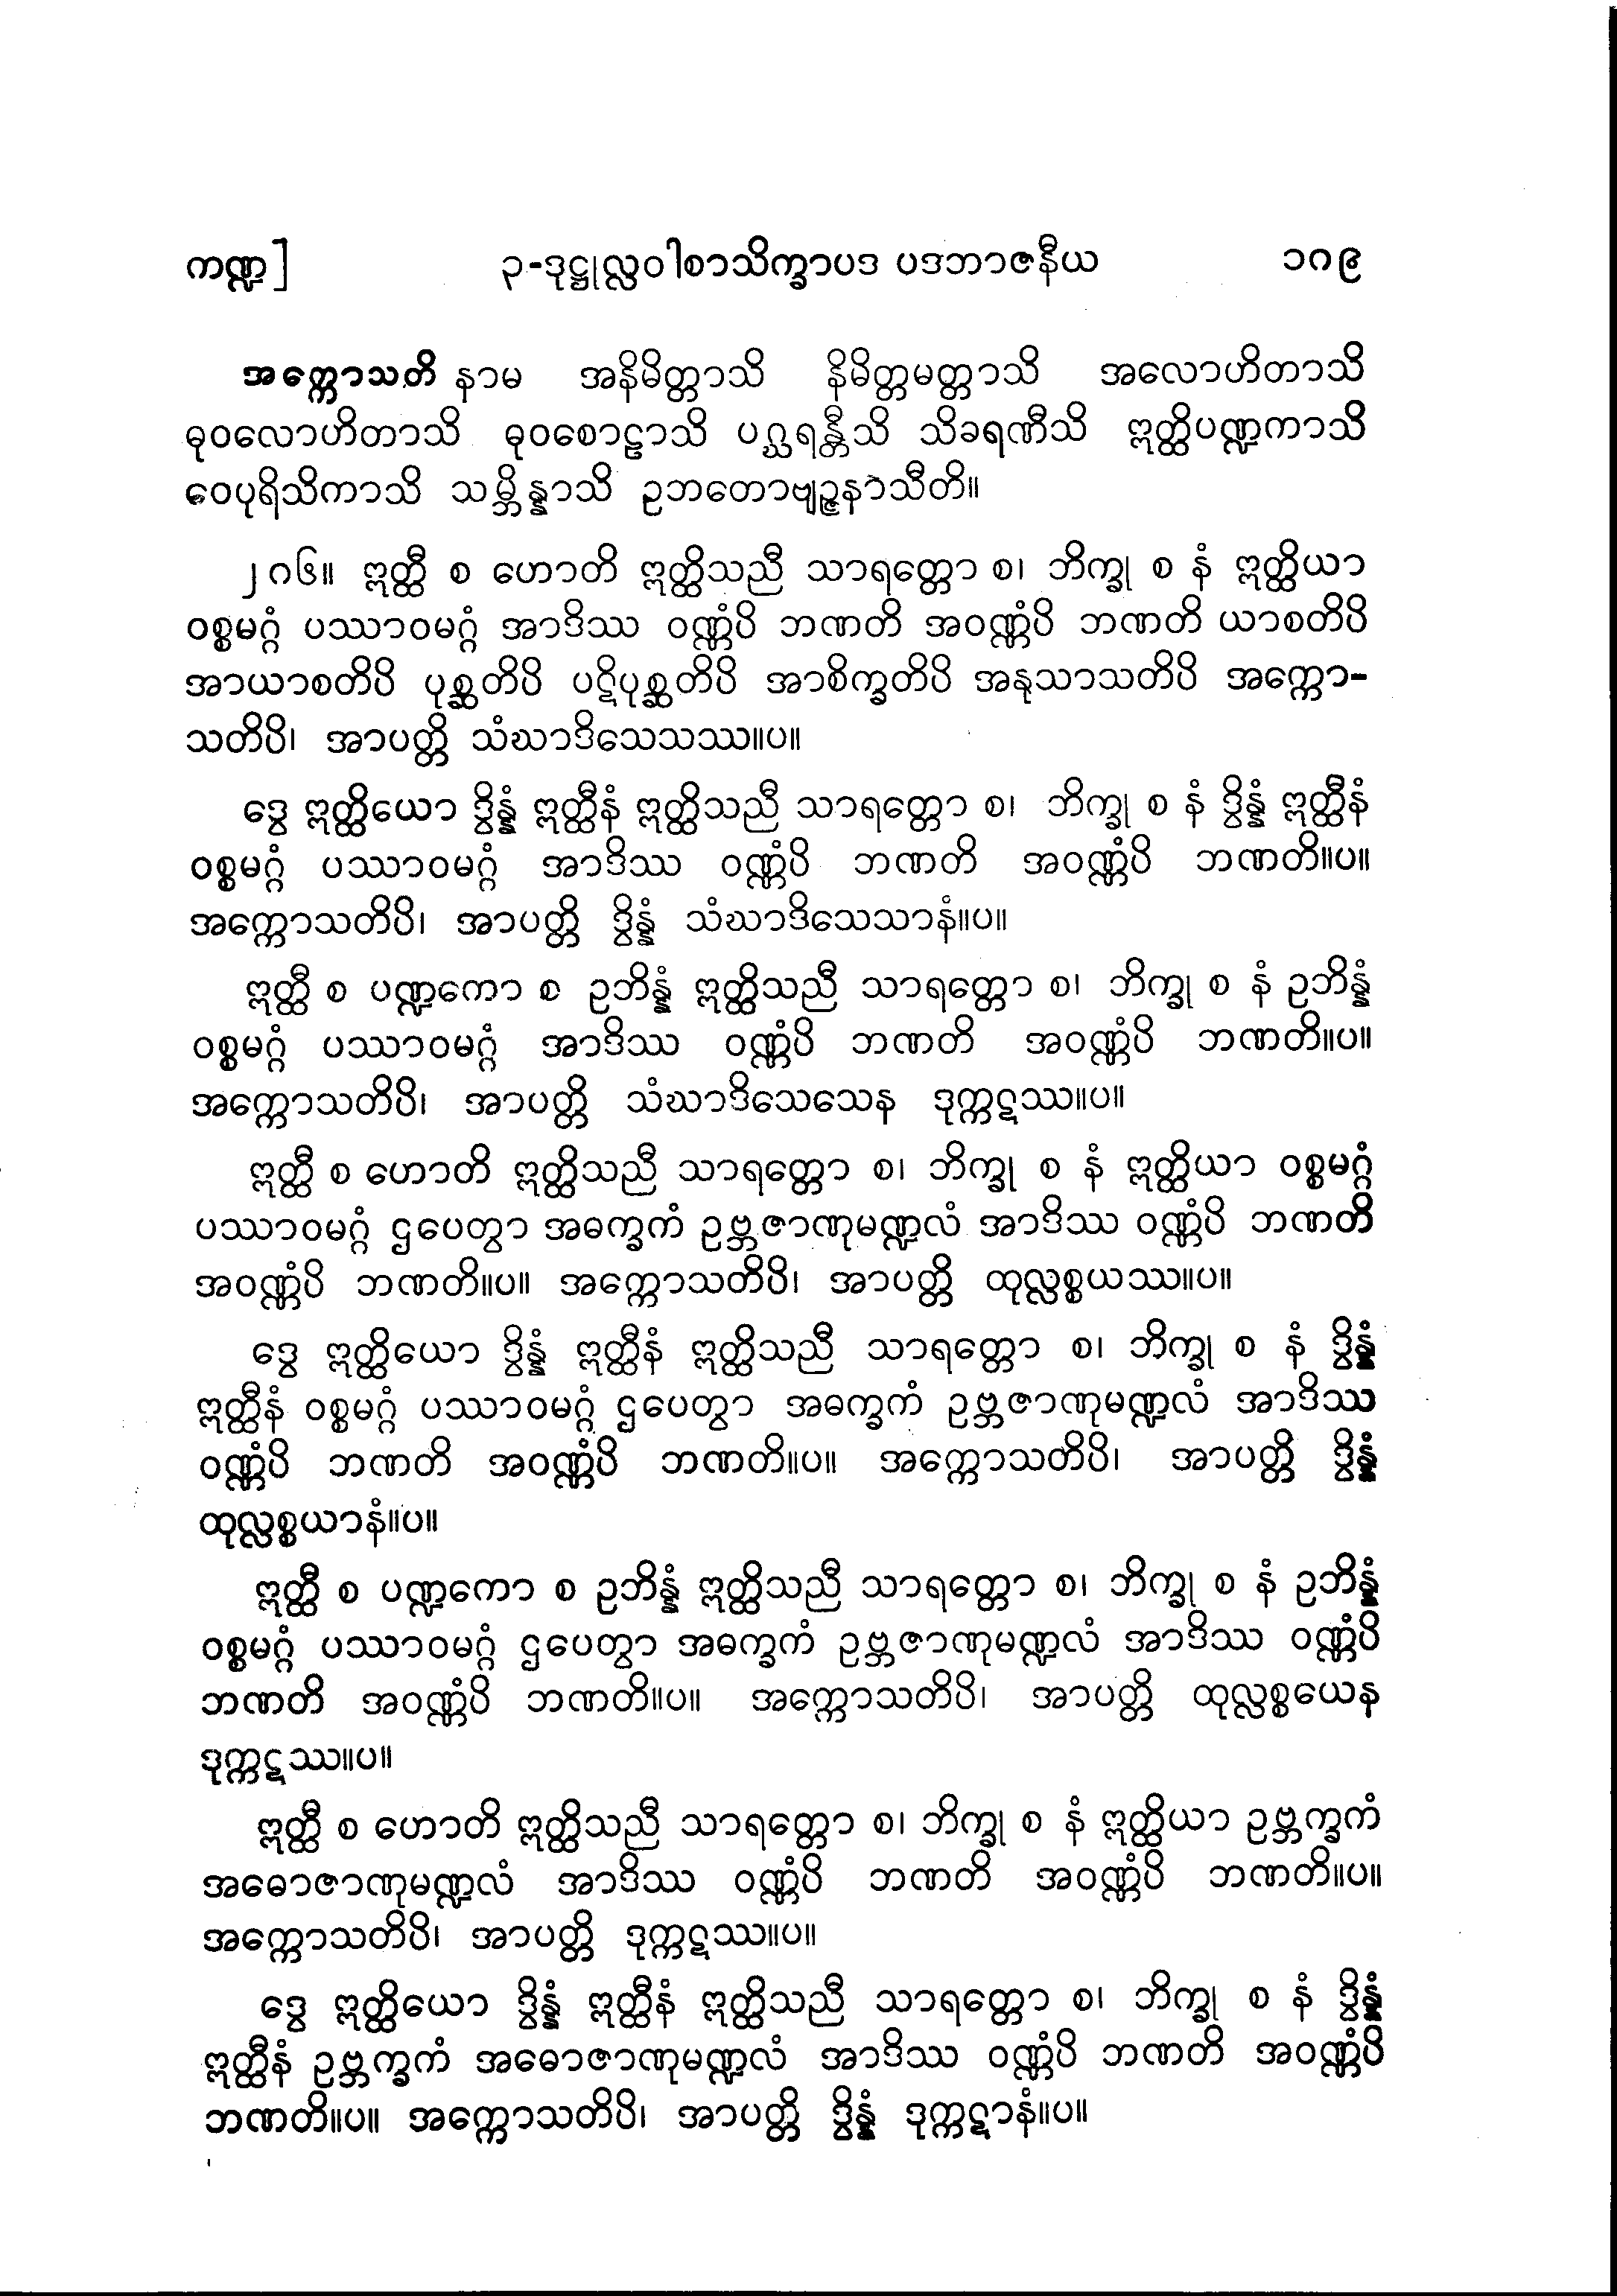 ကဏ္ဍ] ၃-ဒုဋ္ဌုလ္လဝါစာသိက္ခာပဒ ပဒဘာဇနီယ ၁၈၉
အက္ကောသတိ နာမ အနိမိတ္တာသိ နိမိတ္တမတ္တာသိ အလောဟိတာသိ
ဓုဝလောဟိတာသိ ဓုဝစောဠာသိ ပဂ္ဃရန္တီသိ သိခရဏီသိ ဣတ္ထိပဏ္ဍကာသိ
ဝေပုရိသိကာသိ သမ္ဘိန္နာသိ ဥဘတောဗျဉ္ဇနာသီတိ။
၂၈၆။ ဣတ္ထီ စ ဟောတိ ဣတ္ထိသညီ သာရတ္တော စ၊ ဘိက္ခု စ နံ ဣတ္ထိယာ
ဝစ္စမဂ္ဂံ ပဿာဝမဂ္ဂံ အာဒိဿ ဝဏ္ဏံပိ ဘဏတိ အဝဏ္ဏံပိ ဘဏတိ ယာစတိပိ
အာယာစတိပိ ပုစ္ဆတိပိ ပဋိပုစ္ဆတိပိ အာစိက္ခတိပိ အနုသာသတိပိ အက္ကော-
သတိပိ၊ အာပတ္တိ သံဃာဒိသေသဿ။ပ။
ဒွေ ဣတ္ထိယော ဒွိန္နံ ဣတ္ထီနံ ဣတ္ထိသညီ သာရတ္တော စ၊ ဘိက္ခု စ နံ ဒွိန္နံ ဣတ္ထီနံ
ဝစ္စမဂ္ဂံ ပဿာဝမဂ္ဂံ အာဒိဿ ဝဏ္ဏံပိ ဘဏတိ အဝဏ္ဏံပိ ဘဏတိ။ပ။
အက္ကောသတိပိ၊ အာပတ္တိ ဒွိန္နံ သံဃာဒိသေသာနံ။ပ။
ဣတ္ထီ စ ပဏ္ဍကော စ ဥဘိန္နံ ဣတ္ထိသညီ သာရတ္တော စ၊ ဘိက္ခု စ နံ ဥဘိန္နံ
ဝစ္စမဂ္ဂံ ပဿာဝမဂ္ဂံ အာဒိဿ ဝဏ္ဏံပိ ဘဏတိ အဝဏ္ဏံပိ ဘဏတိ။ပ။
အက္ကောသတိပိ၊ အာပတ္တိ သံဃာဒိသေသေန ဒုက္ကဋဿ။ပ။
ဣတ္ထီ စ ဟောတိ ဣတ္ထိသညီ သာရတ္တော စ၊ ဘိက္ခု စ နံ ဣတ္ထိယာ ဝစ္စမဂ္ဂံ
ပဿာဝမဂ္ဂံ ဌပေတွာ အဓက္ခကံ ဥဗ္ဘဇာဏုမဏ္ဍလံ အာဒိဿ ဝဏ္ဏံပိ ဘဏတိ
အဝဏ္ဏံပိ ဘဏတိ။ပ။ အက္ကောသတိပိ၊ အာပတ္တိ ထုလ္လစ္စယဿ။ပ။
ဒွေ ဣတ္ထိယော ဒွိန္နံ ဣတ္ထီနံ ဣတ္ထိသညီ သာရတ္တော စ၊ ဘိက္ခု စ နံ ဒွိန္နံ
ဣတ္ထီနံ ဝစ္စမဂ္ဂံ ပဿာဝမဂ္ဂံ ဌပေတွာ အဓက္ခကံ ဥဗ္ဘဇာဏုမဏ္ဍလံ အာဒိဿ
ဝဏ္ဏံပိ ဘဏတိ အဝဏ္ဏံပိ ဘဏတိ။ပ။ အက္ကောသတိပိ၊ အာပတ္တိ ဒွိန္နံ
ထုလ္လစ္စယာနံ။ပ။
ဣတ္ထီ စ ပဏ္ဍကော စ ဥဘိန္နံ ဣတ္ထိသညီ သာရတ္တော စ၊ ဘိက္ခု စ နံ ဥဘိန္နံ
ဝစ္စမဂ္ဂံ ပဿာဝမဂ္ဂံ ဌပေတွာ အဓက္ခကံ ဥဗ္ဘဇာဏုမဏ္ဍလံ အာဒိဿ ဝဏ္ဏံပိ
ဘဏတိ အဝဏ္ဏံပိ ဘဏတိ။ပ။ အက္ကောသတိပိ၊ အာပတ္တိ ထုလ္လစ္စယေန
ဒုက္ကဋဿ။ပ။
ဣတ္ထီ စ ဟောတိ ဣတ္ထိသညီ သာရတ္တော စ၊ ဘိက္ခု စ နံ ဣတ္ထိယာ ဥဗ္ဘက္ခကံ
အဓောဇာဏုမဏ္ဍလံ အာဒိဿ ဝဏ္ဏံပိ ဘဏတိ အဝဏ္ဏံပိ ဘဏတိ။ပ။
အက္ကောသတိပိ၊ အာပတ္တိ ဒုက္ကဋဿ။ပ။
ဒွေ ဣတ္ထိယော ဒွိန္နံ ဣတ္ထီနံ ဣတ္ထိသညီ သာရတ္တော စ၊ ဘိက္ခု စ နံ ဒွိန္နံ
ဣတ္ထီနံ ဥဗ္ဘက္ခကံ အဓောဇာဏုမဏ္ဍလံ အာဒိဿ ဝဏ္ဏံပိ ဘဏတိ အဝဏ္ဏံပိ
ဘဏတိ။ပ။ အက္ကောသတိပိ၊ အာပတ္တိ ဒွိန္နံ ဒုက္ကဋာနံ။ပ။